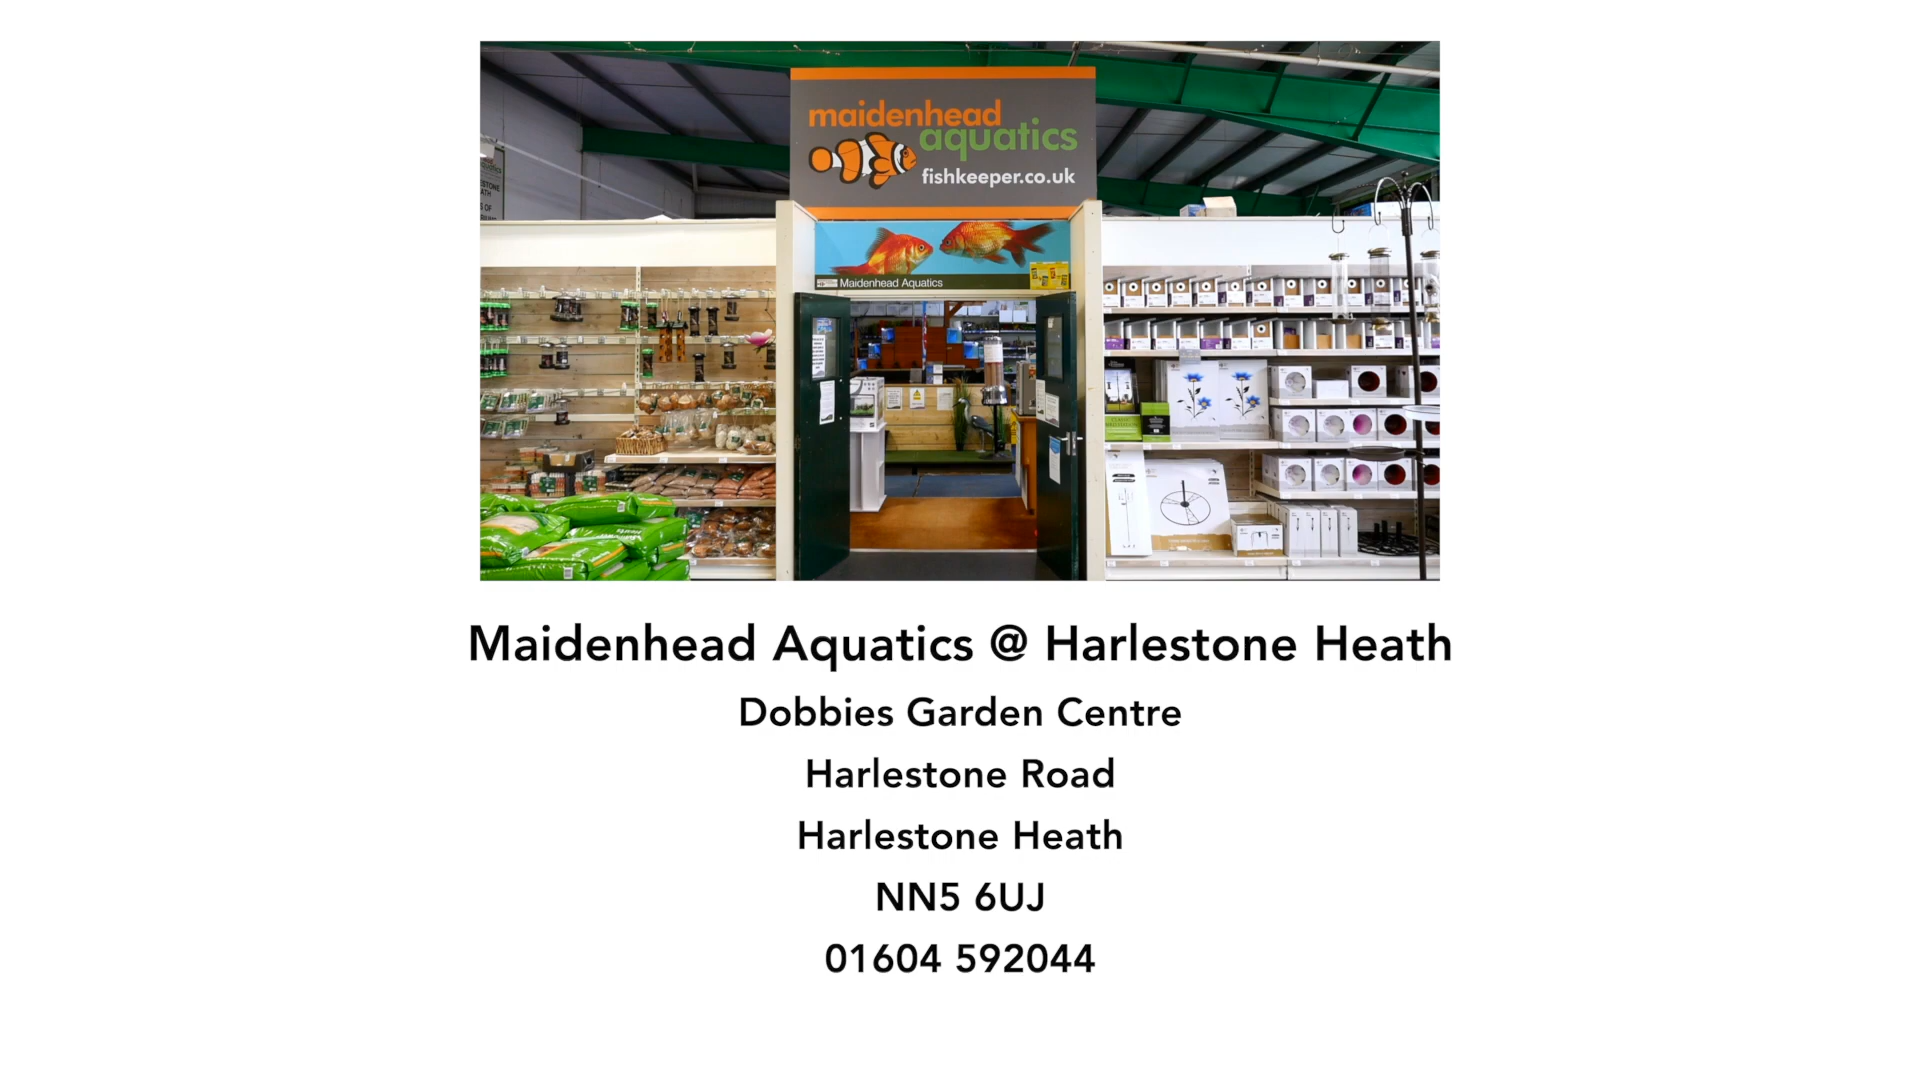 maidenhead
aquatics
fishkeeper.co.uk
Maidenhead Aquatics
Maidenhead Aquatics @ Harlestone Heath
Dobbies Garden Centre
Harlestone Road
Harlestone Heath
NN5 6UJ
01604 592044